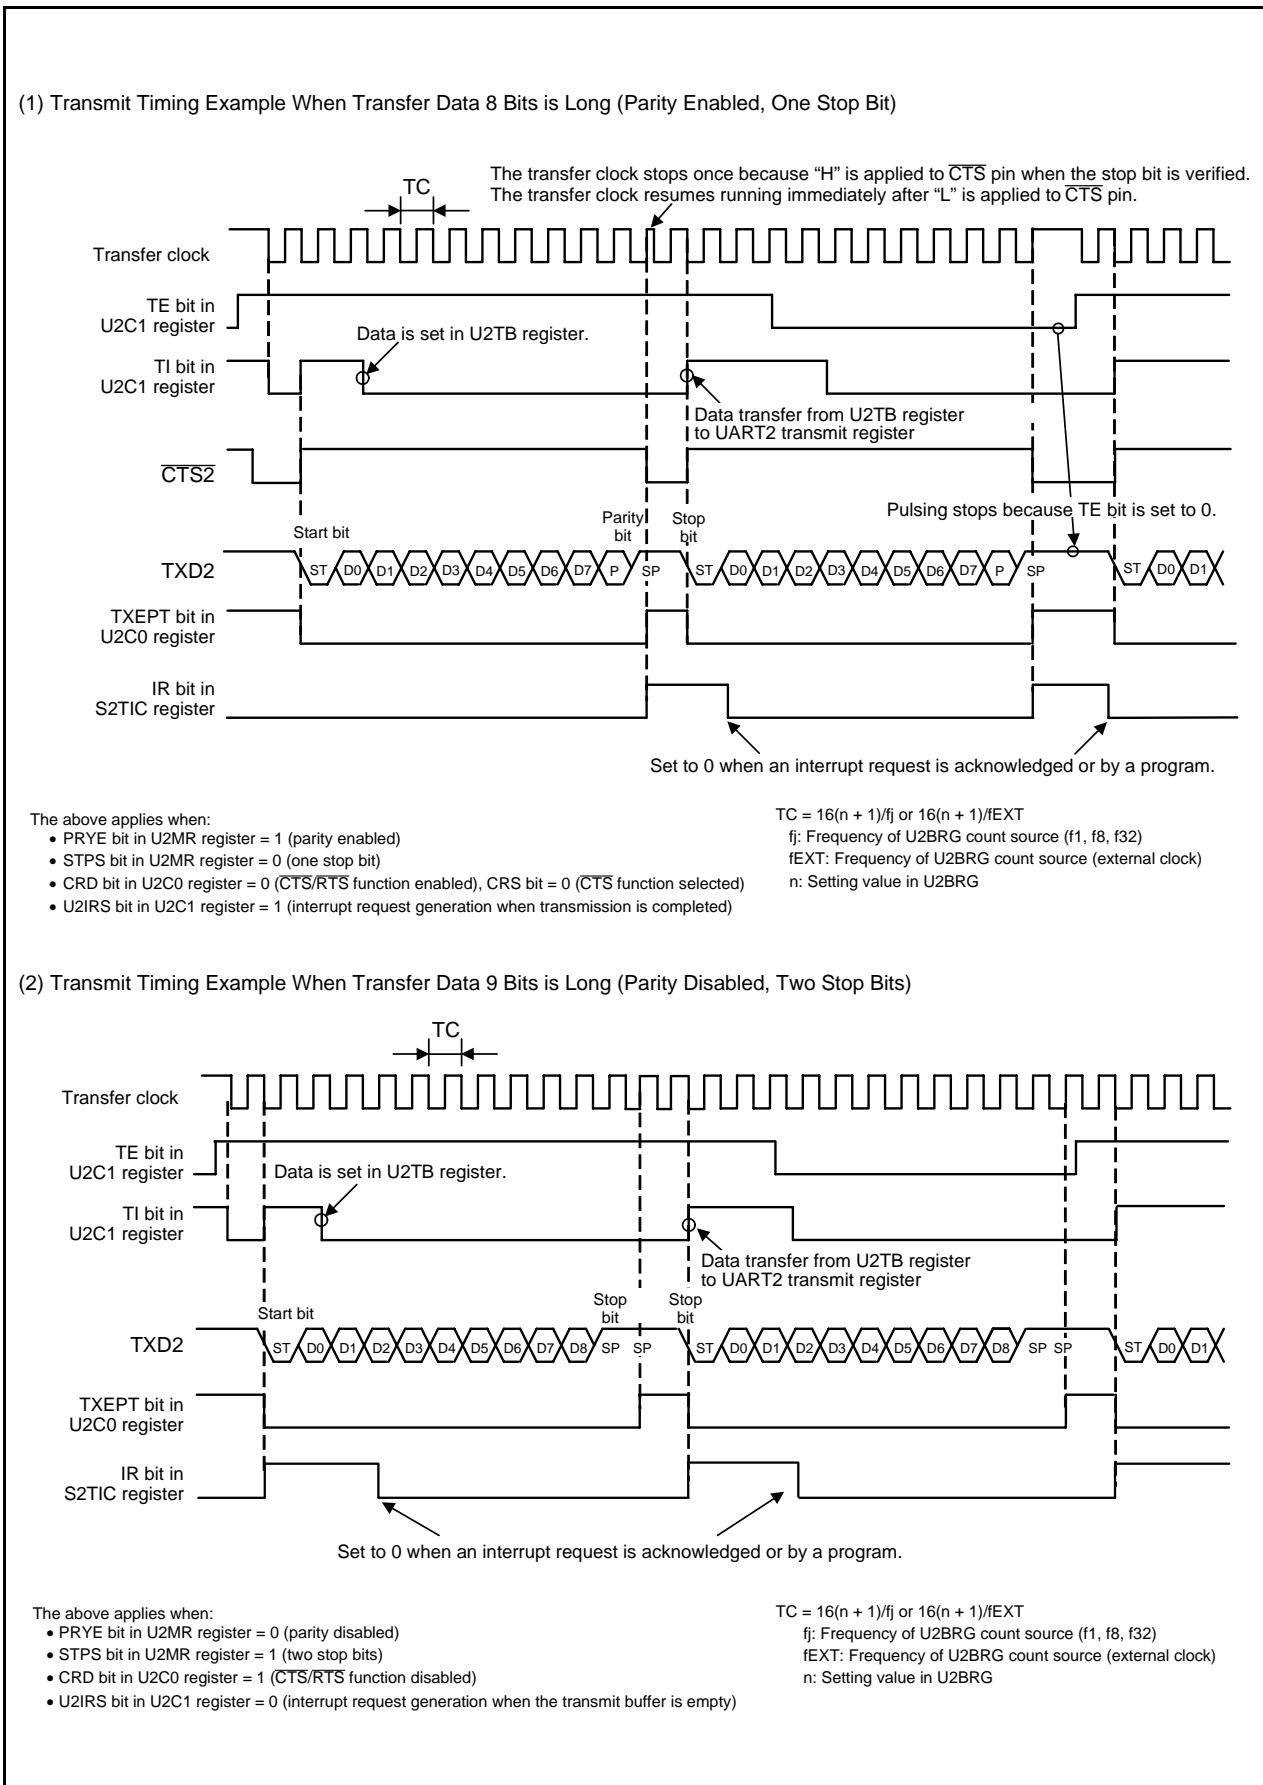 (1) Transmit Timing Example When Transfer Data 8 Bits is Long (Parity Enabled, One Stop Bit)
The transfer clock stops once because “H” is applied to CTS pin when the stop bit is verified.
The transfer clock resumes running immediately after “L” is applied to CTS pin.
TC
Transfer clock
TE bit in
U2C1 register
Data is set in U2TB register.
TI bit in
U2C1 register
Data transfer from U2TB register
to UART2 transmit register
CTS2
Pulsing stops because TE bit is set to 0.
Start bit
Parity
bit
Stop
bit
TXD2
ST D0 D1 D2 D3 D4 D5 D6 D7 P SP ST D0 D1 D2 D3 D4 D5 D6 D7 P SP ST D0 D1
TXEPT bit in
U2C0 register
IR bit in
S2TIC register
Set to 0 when an interrupt request is acknowledged or by a program.
The above applies when:
• PRYE bit in U2MR register = 1 (parity enabled)
• STPS bit in U2MR register = 0 (one stop bit)
• CRD bit in U2C0 register = 0 (CTS/RTS function enabled), CRS bit = 0 (CTS function selected)
• U2IRS bit in U2C1 register = 1 (interrupt request generation when transmission is completed)
TC = 16(n + 1)/fj or 16(n + 1)/fEXT
fj: Frequency of U2BRG count source (f1, f8, f32)
fEXT: Frequency of U2BRG count source (external clock)
n: Setting value in U2BRG
(2) Transmit Timing Example When Transfer Data 9 Bits is Long (Parity Disabled, Two Stop Bits)
TC
Transfer clock
TE bit in
U2C1 register
Data is set in U2TB register.
TI bit in
U2C1 register
Data transfer from U2TB register
to UART2 transmit register
Start bit
Stop
bit
Stop
bit
TXD2
ST D0 D1 D2 D3 D4 D5 D6 D7 D8 SP SP ST D0 D1 D2 D3 D4 D5 D6 D7 D8 SP SP ST D0 D1
TXEPT bit in
U2C0 register
IR bit in
S2TIC register
Set to 0 when an interrupt request is acknowledged or by a program.
The above applies when:
• PRYE bit in U2MR register = 0 (parity disabled)
• STPS bit in U2MR register = 1 (two stop bits)
• CRD bit in U2C0 register = 1 (CTS/RTS function disabled)
• U2IRS bit in U2C1 register = 0 (interrupt request generation when the transmit buffer is empty)
TC = 16(n + 1)/fj or 16(n + 1)/fEXT
fj: Frequency of U2BRG count source (f1, f8, f32)
fEXT: Frequency of U2BRG count source (external clock)
n: Setting value in U2BRG